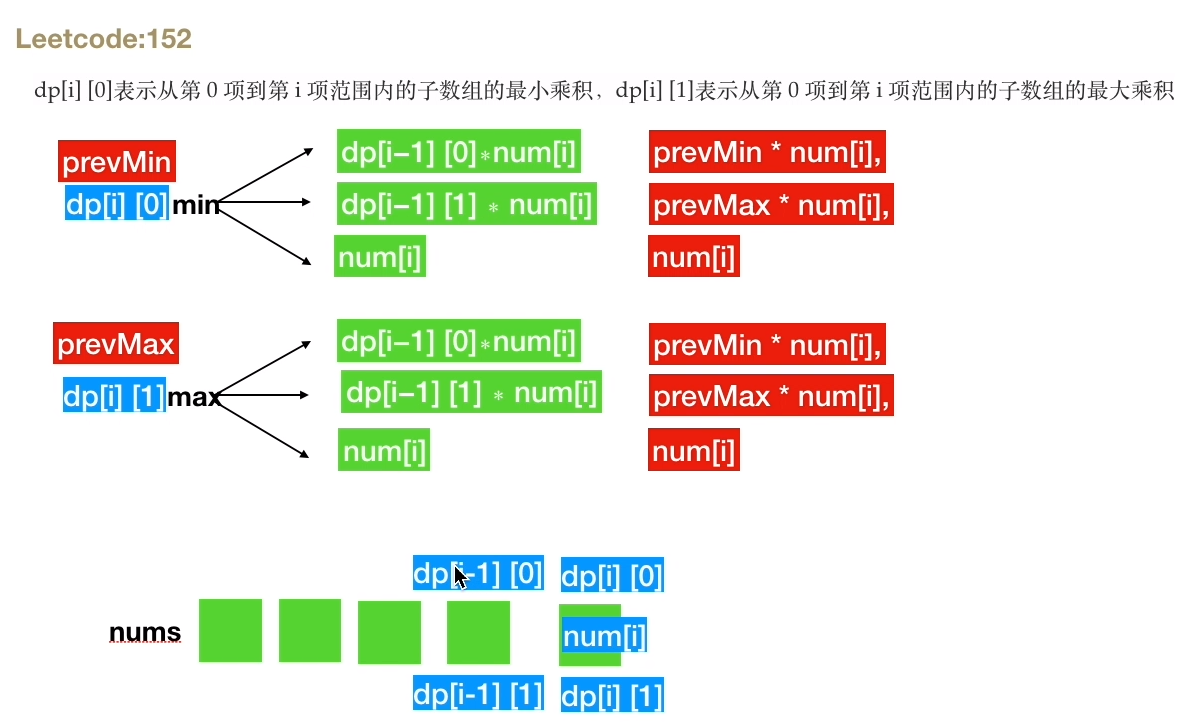 Leetcode:152
dp[i] [0]表示从第 0 项到第 i 项范围内的子数组的最小乘积，dp[i] [1]表示从第 0 项到第 i 项范围内的子数组的最大乘积
prevMin
dp[i] [0] min
dp[i–1] [0]*num[i]
dp[i–1] [1] * num[i]
num[i]
prevMin * num[i],
prevMax * num[i],
num[i]
prevMax
dp[i] [1] max
dp[i–1] [0]*num[i]
dp[i–1] [1] * num[i]
num[i]
prevMin * num[i],
prevMax * num[i],
num[i]
dp[i-1] [0] dp[i] [0]
nums num[i]
dp[i-1] [1] dp[i] [1]